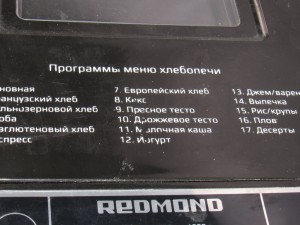 Программы меню хлебопечи
новная
ранцузский хлеб
льнозерновой хлеб
оба
зглютеновый хлеб
спресс
7. Европейский хлеб
8. Кекс
9. Пресное тесто
10. Дрожжевое тесто
11. Молочная каша
12. Йогурт
13. Джем/варен
14. Выпечка
15. Рис/крупы
16. Плов
17. Десерты
REDMOND